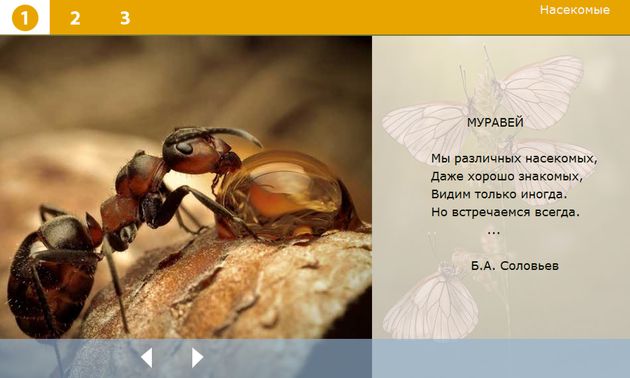 1 2 3 Насекомые
МУРАВЕЙ
Мы различных насекомых,
Даже хорошо знакомых,
Видим только иногда.
Но встречаемся всегда.
...
Б.А. Соловьев